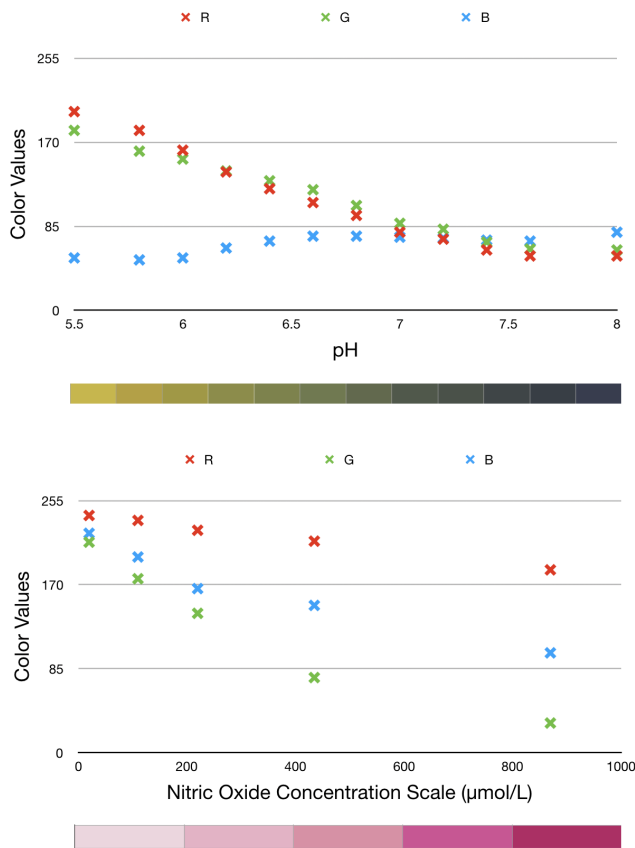 R G B
255
170
85
0
Color Values
5.5 6 6.5 7 7.5 8
pH
R G B
255
170
85
0
Color Values
0 200 400 600 800 1000
Nitric Oxide Concentration Scale (μmol/L)